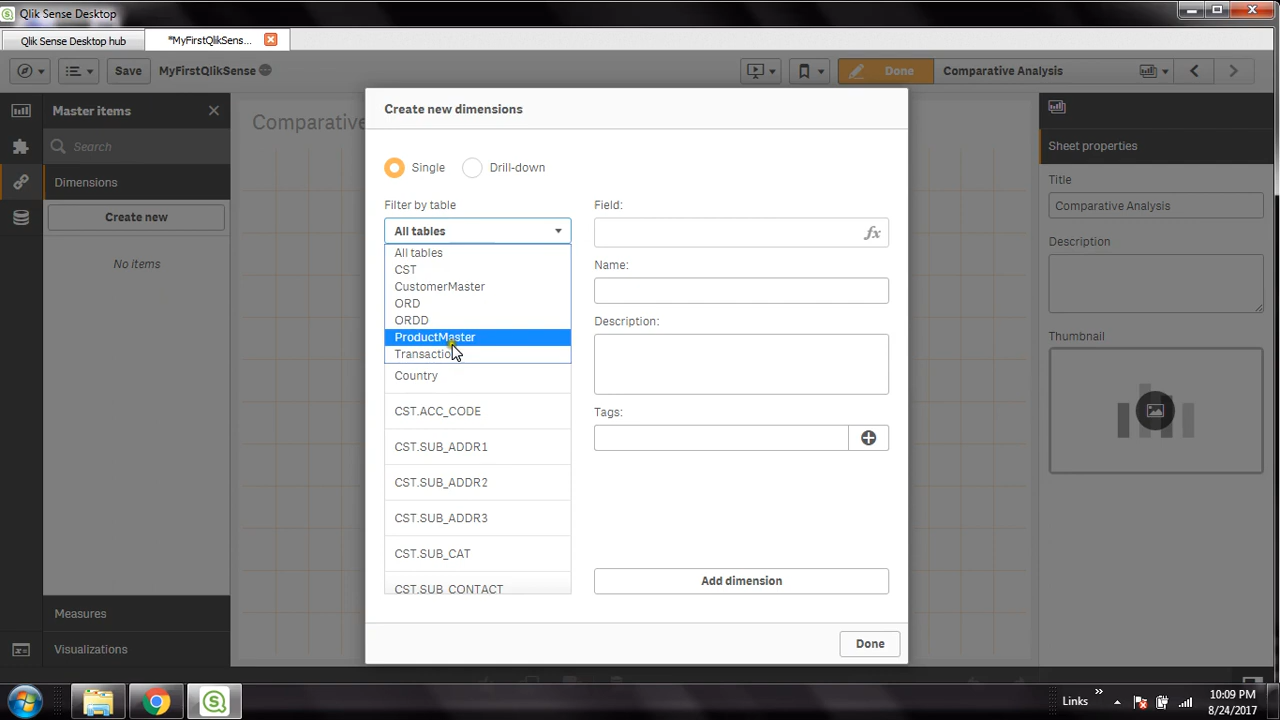 Qlik Sense Desktop
Qlik Sense Desktop hub
*MyFirstQlikSens...
Save
MyFirstQlikSense
Done
Comparative Analysis
Master items
Search
Dimensions
Create new
No items
Measures
Visualizations
Comparative
Create new dimensions
Single
Drill-down
Filter by table
All tables
All tables
CST
CustomerMaster
ORD
ORDD
ProductMaster
Country
CST.ACC_CODE
CST.SUB_ADDR1
CST.SUB_ADDR2
CST.SUB_ADDR3
CST.SUB_CAT
CST.SUB_CONTACT
Field:
fx
Name:
Description:
Tags:
Add dimension
Done
Sheet properties
Title
Comparative Analysis
Description
Thumbnail
Links
10:09 PM
8/24/2017